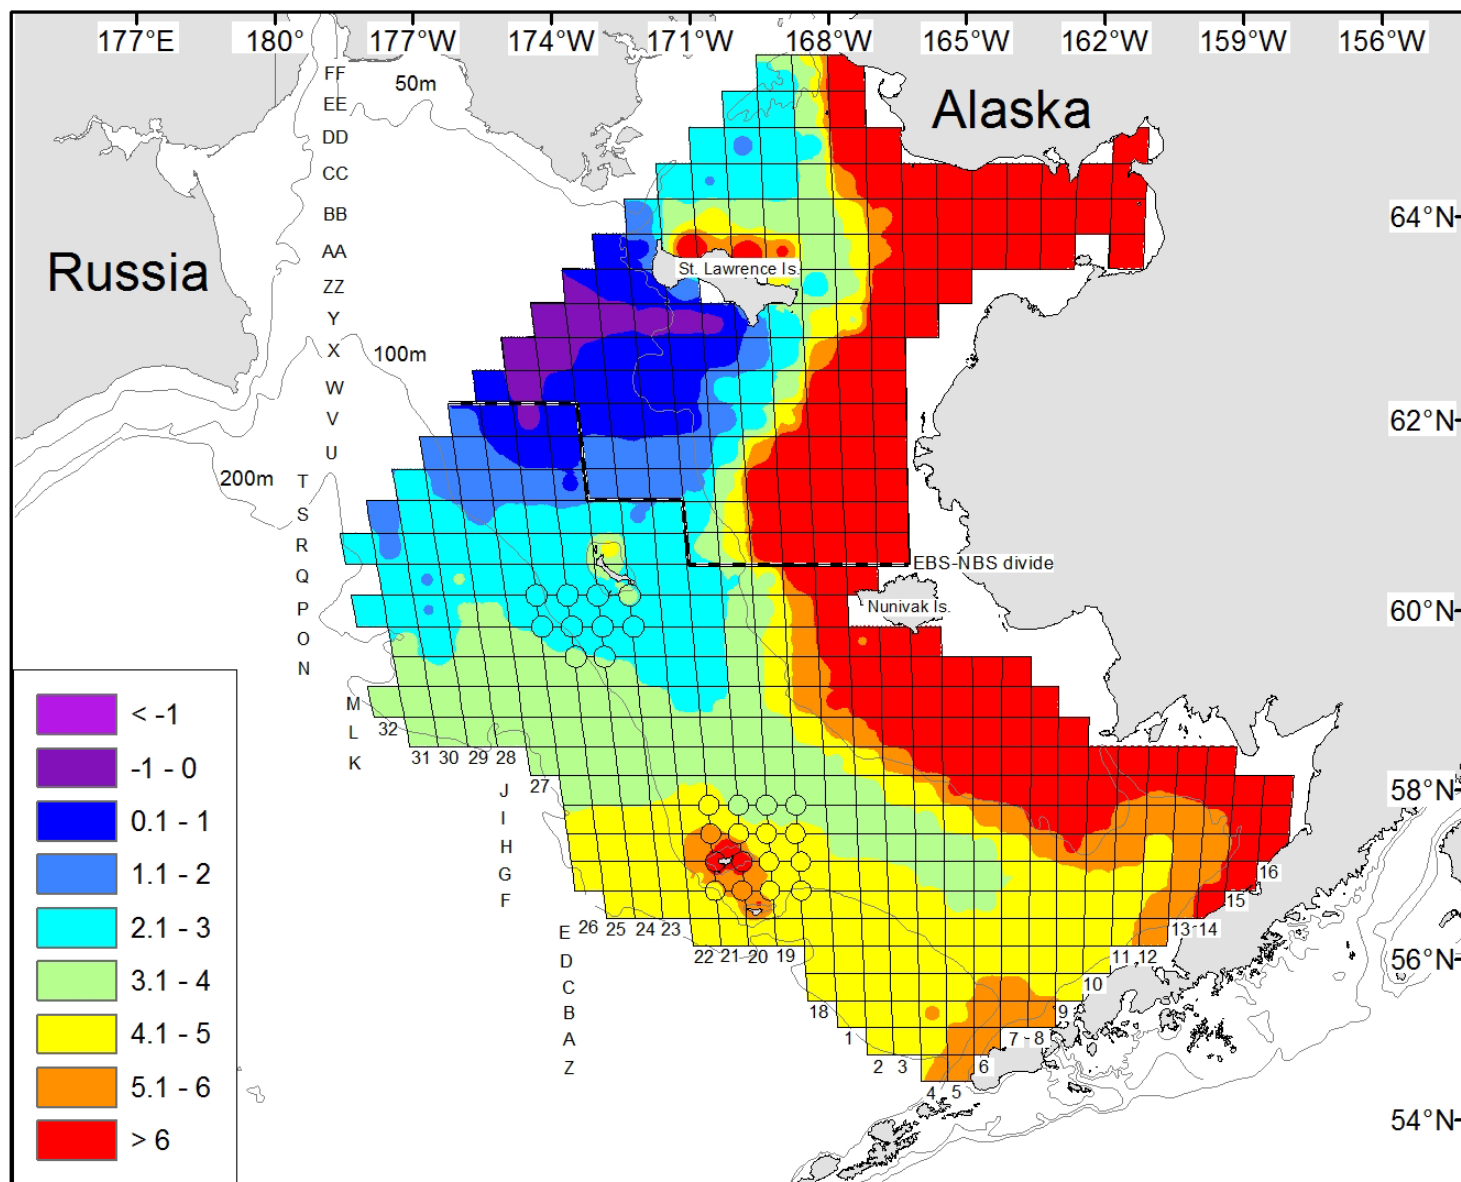 177°E 180° 177°W 174°W 171°W 168°W 165°W 162°W 159°W 156°W
FF
50m
EE
Alaska
DD
CC
BB
64°N
AA
Russia
St. Lawrence Is.
ZZ
Y
X
100m
W
V
62°N
U
T
200m
S
R
EBS-NBS divide
Q
Nunivak Is.
P
60°N
O
N
M
32
L
31 30 29 28
K
27
J
58°N
I
H
G
16
F
15
26 25 24 23
13 14
E
22 21 20 19
11 12
D
56°N
C
10
B
18
9
A
1
7 8
Z
2 3
6
4 5
54°N
< -1
-1 - 0
0.1 - 1
1.1 - 2
2.1 - 3
3.1 - 4
4.1 - 5
5.1 - 6
> 6